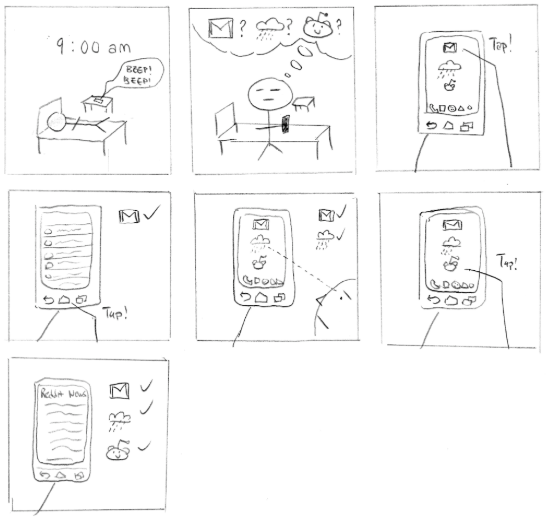 9:00 am
BEEP!
BEEP!
? ? ?
Tap!
Tap!
Tap!
Reddit News